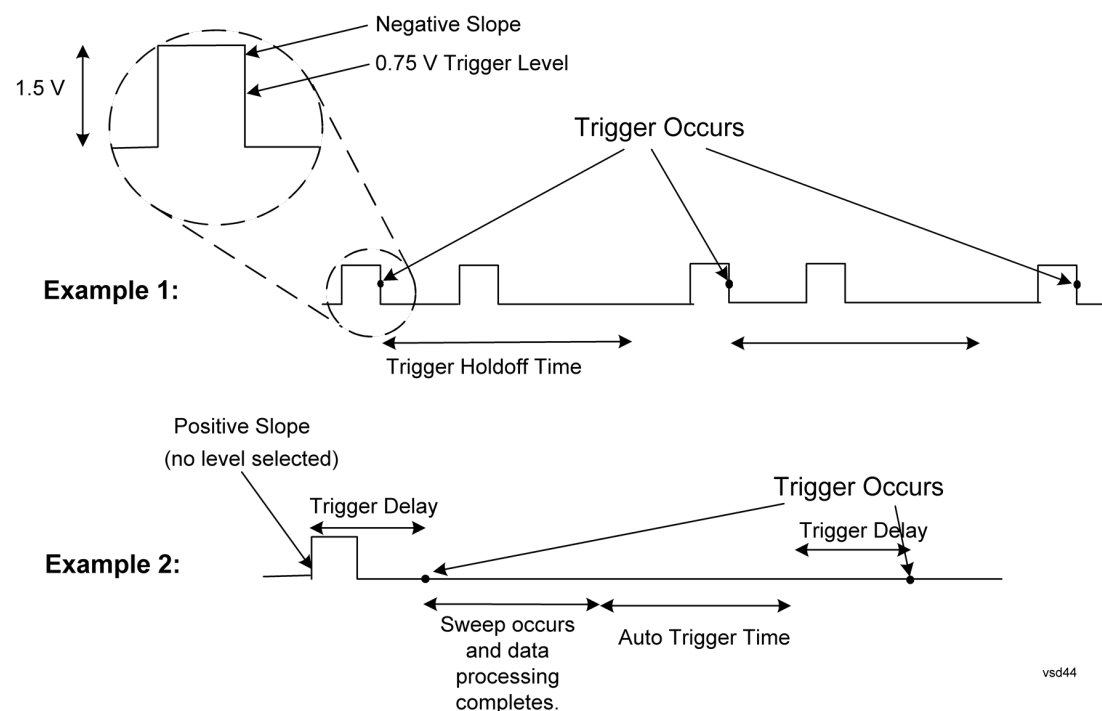 Negative Slope
1.5 V
0.75 V Trigger Level
Trigger Occurs
Example 1:
Trigger Holdoff Time
Positive Slope
(no level selected)
Trigger Delay
Trigger Occurs
Trigger Delay
Example 2:
Sweep occurs
and data
processing
completes.
Auto Trigger Time
vsd44